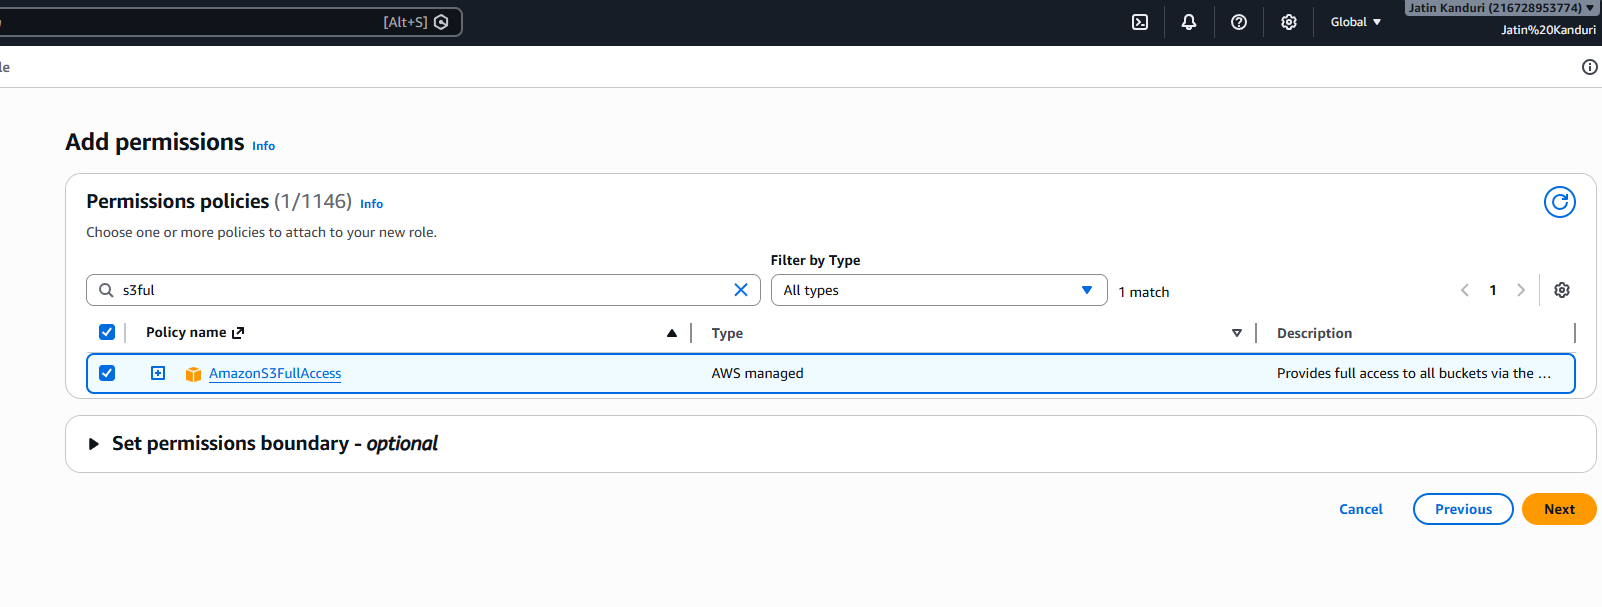 [Alt+S]
Global
Jatin Kanduri (216728953774)
Jatin%20Kanduri
le
Add permissions Info
Permissions policies (1/1146) Info
Choose one or more policies to attach to your new role.
Filter by Type
s3ful
All types
1 match
1
Policy name
Type
Description
AmazonS3FullAccess
AWS managed
Provides full access to all buckets via the ...
Set permissions boundary - optional
Cancel
Previous
Next